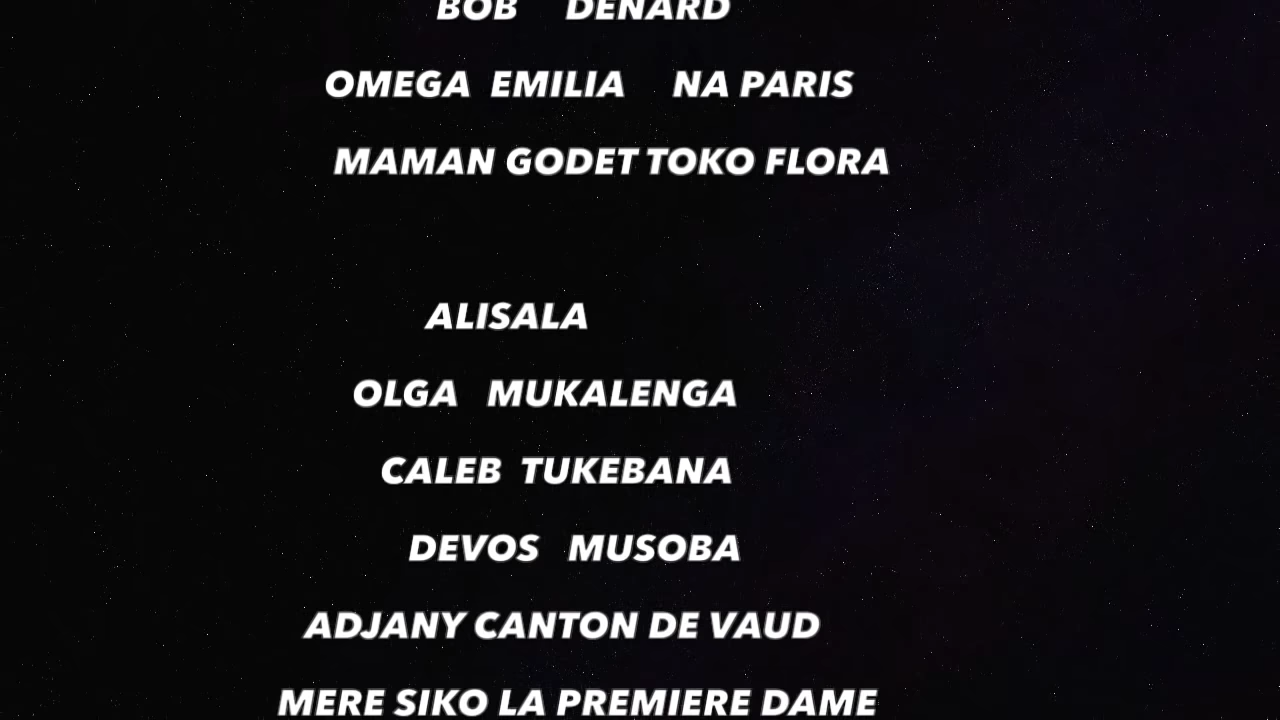 BOB DENARD
OMEGA EMILIA NA PARIS
MAMAN GODET TOKO FLORA
ALISALA
OLGA MUKALENGA
CALEB TUKEBANA
DEVOS MUSOBA
ADJANY CANTON DE VAUD
MERE SIKO LA PREMIERE DAME